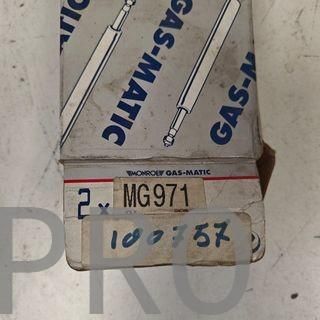 GAS-MATIC
GAS-MATIC
MONROE GAS-MATIC
2x MG971
100757
PRO